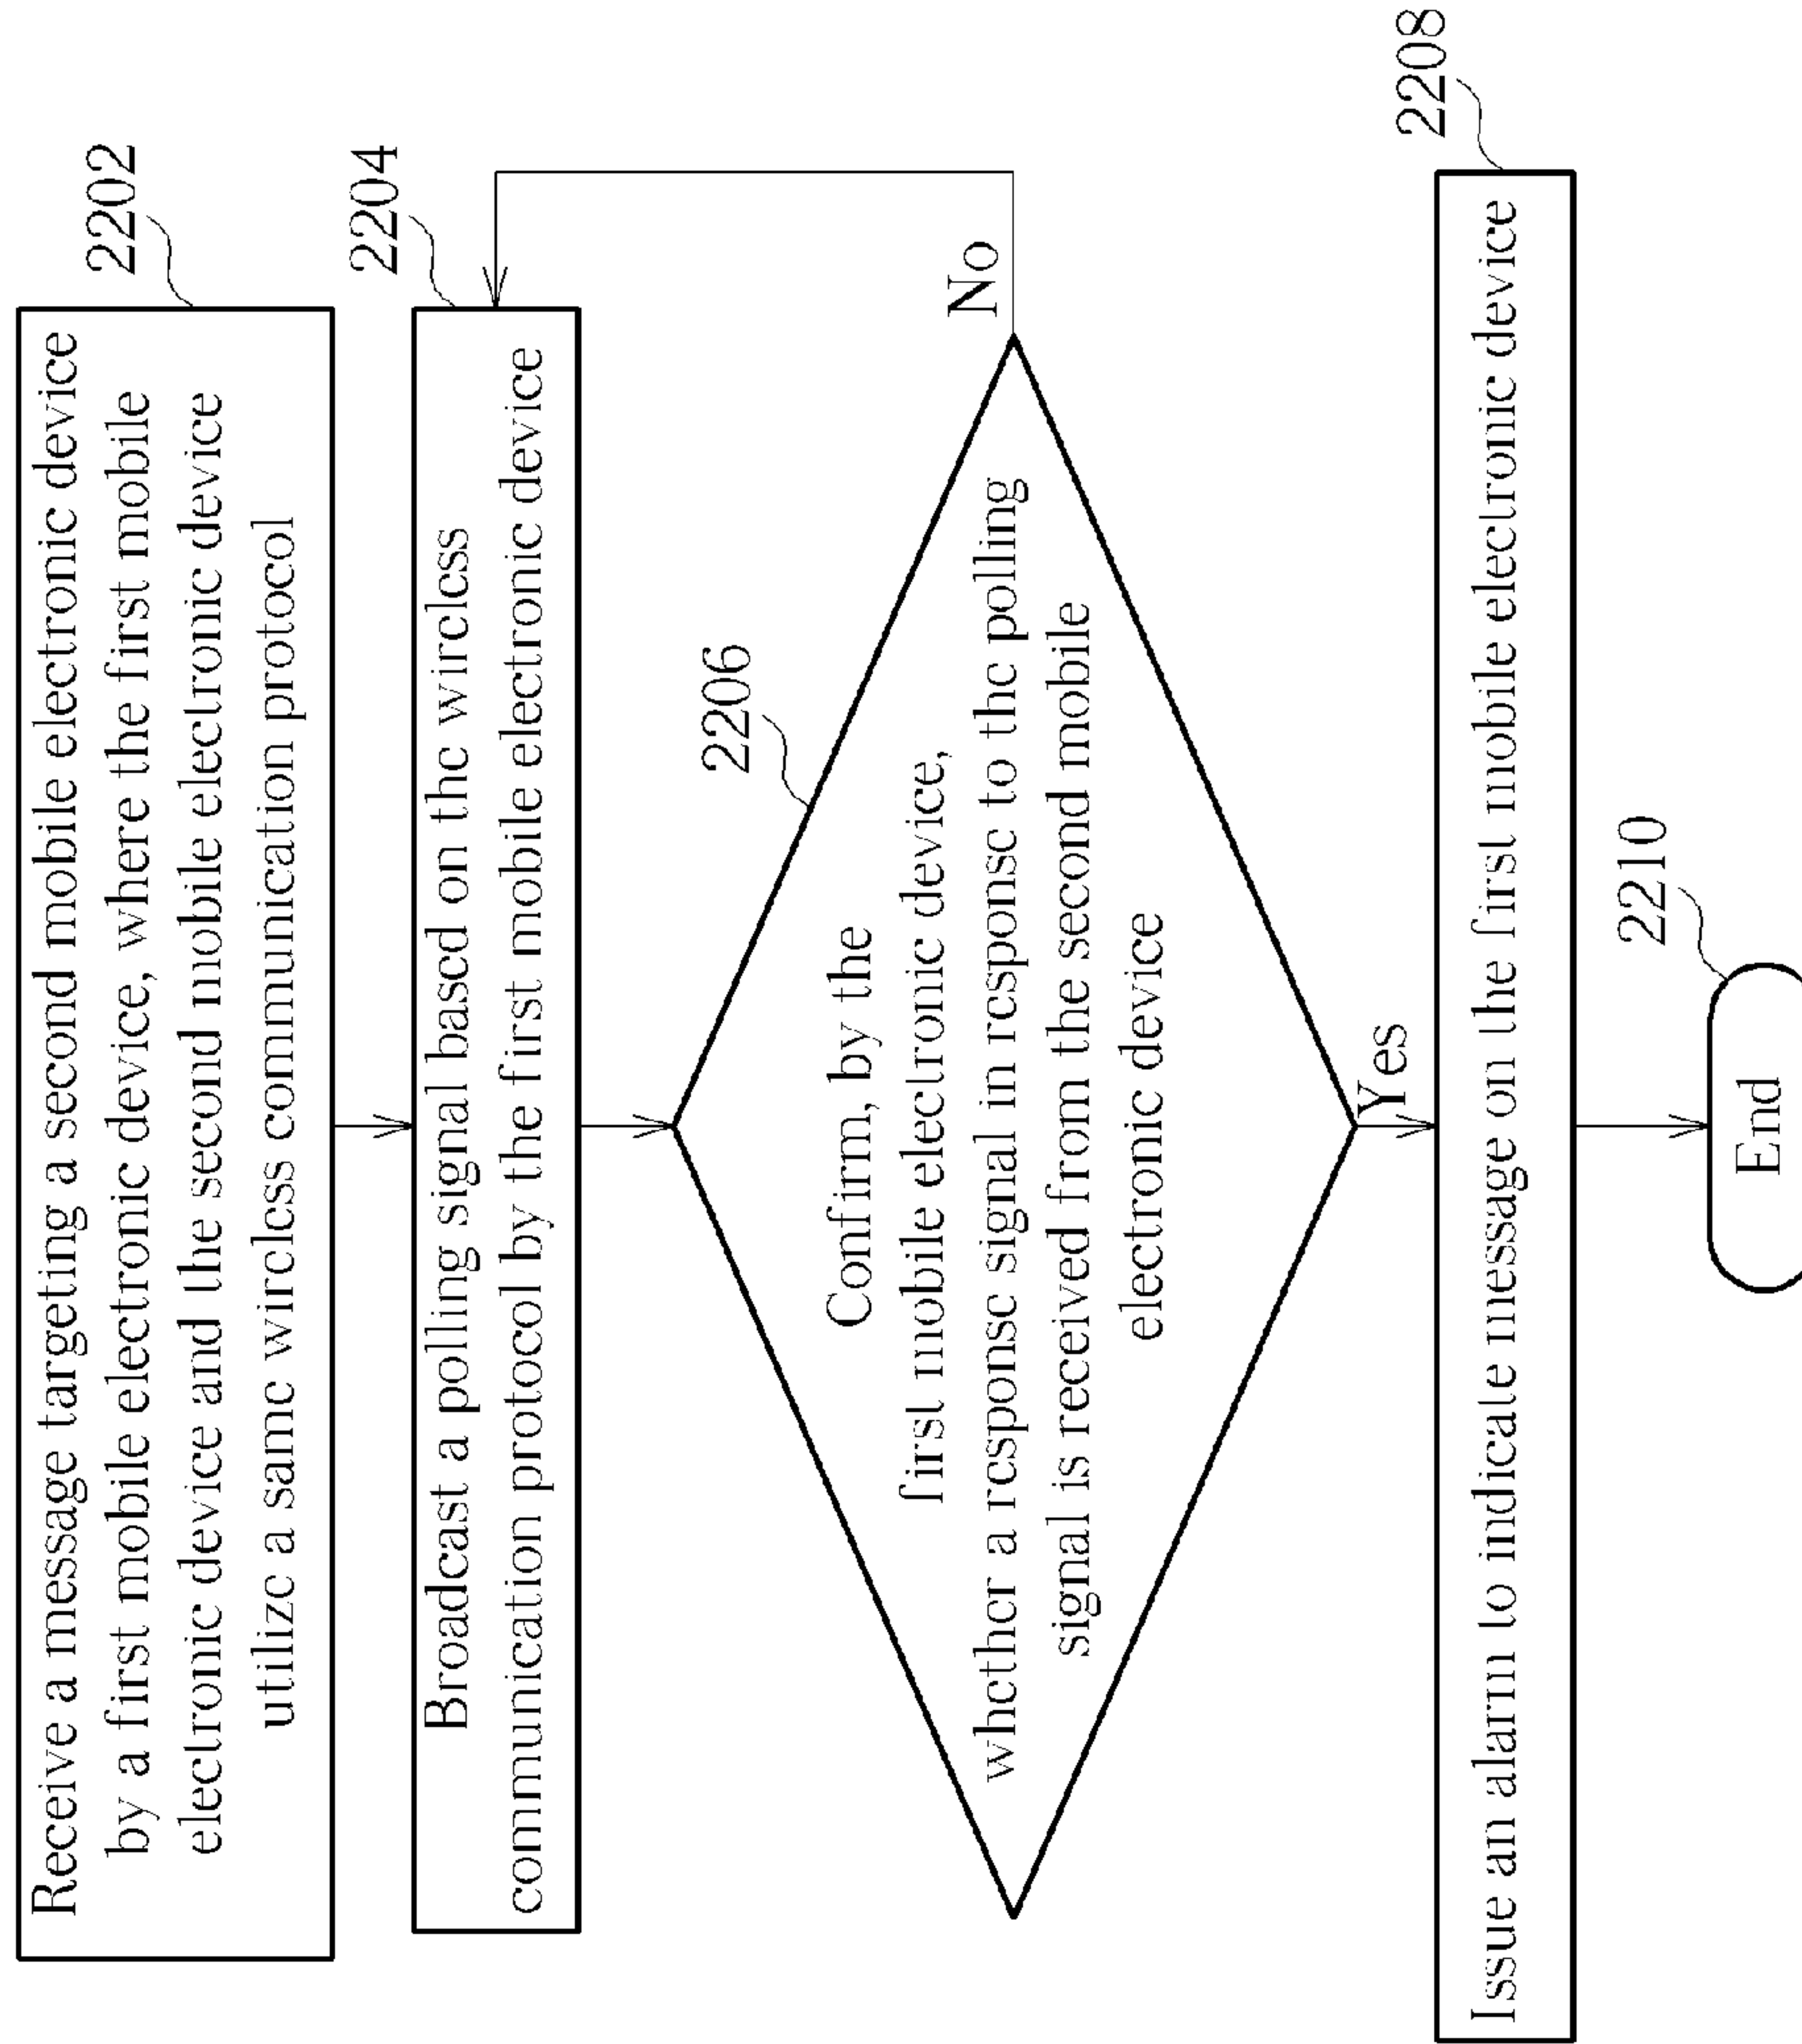 2202
Receive a message targeting a second mobile electronic device
by a first mobile electronic device, where the first mobile
electronic device and the second mobile electronic device
utilize a same wireless communication protocol
2204
Broadcast a polling signal based on the wireless
communication protocol by the first mobile electronic device
2206
Confirm, by the
first mobile electronic device,
whether a response signal in response to the polling
signal is received from the second mobile
electronic device
No
Yes
2208
Issue an alarm to indicate message on the first mobile electronic device
2210
End